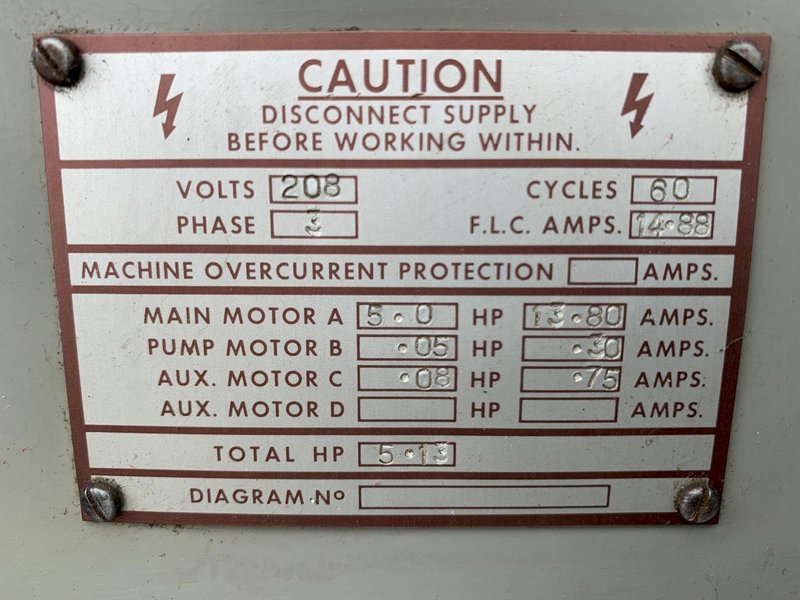 CAUTION
DISCONNECT SUPPLY
BEFORE WORKING WITHIN.
VOLTS 208 CYCLES 60
PHASE 3 F.L.C. AMPS. 14·88
MACHINE OVERCURRENT PROTECTION AMPS.
MAIN MOTOR A 5·0 HP 13·80 AMPS.
PUMP MOTOR B ·05 HP ·30 AMPS.
AUX. MOTOR C ·08 HP ·75 AMPS.
AUX. MOTOR D HP AMPS.
TOTAL HP 5·13
DIAGRAM Nº